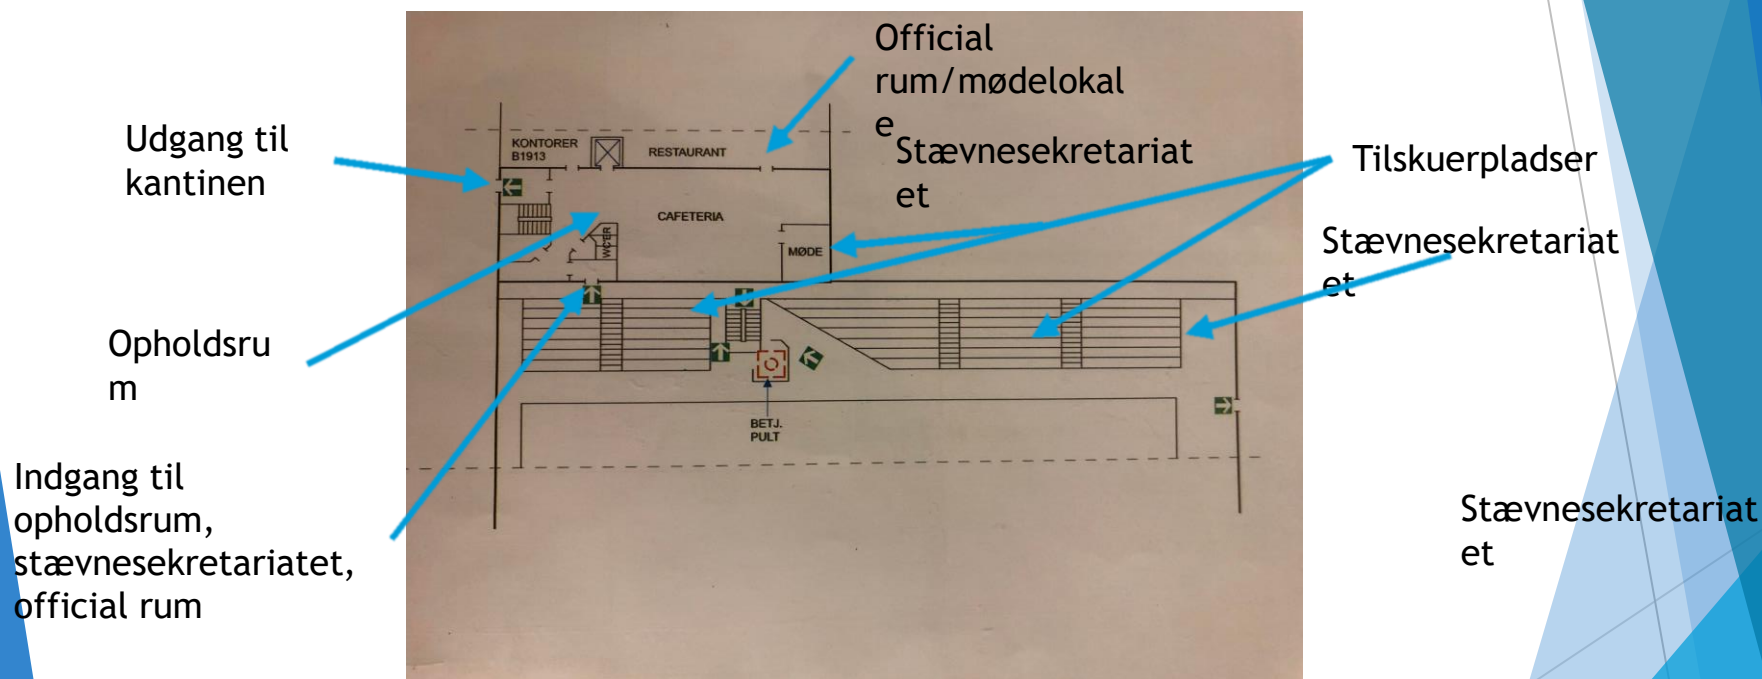 Official
rum/mødelokal
e
Udgang til
kantinen
Stævnesekretariat
et
Tilskuerpladser
KONTORER
B1913
RESTAURANT
CAFETERIA
WC'ER
MØDE
Stævnesekretariat
et
Opholdsru
m
BETJ.
PULT
Indgang til
opholdsrum,
stævnesekretariatet,
official rum
Stævnesekretariat
et